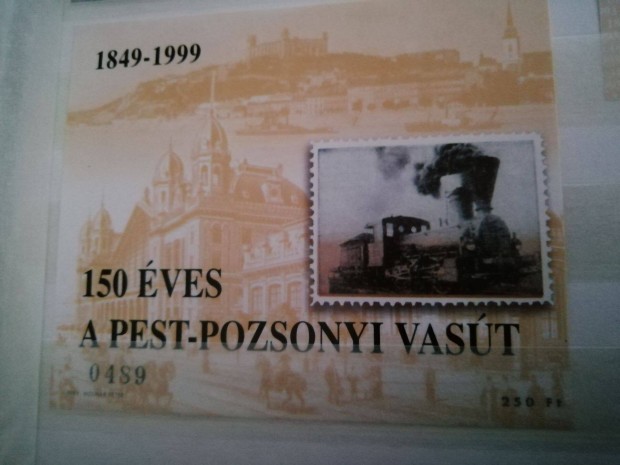 1849-1999
150 ÉVES
A PEST-POZSONYI VASÚT
0489
250 Ft